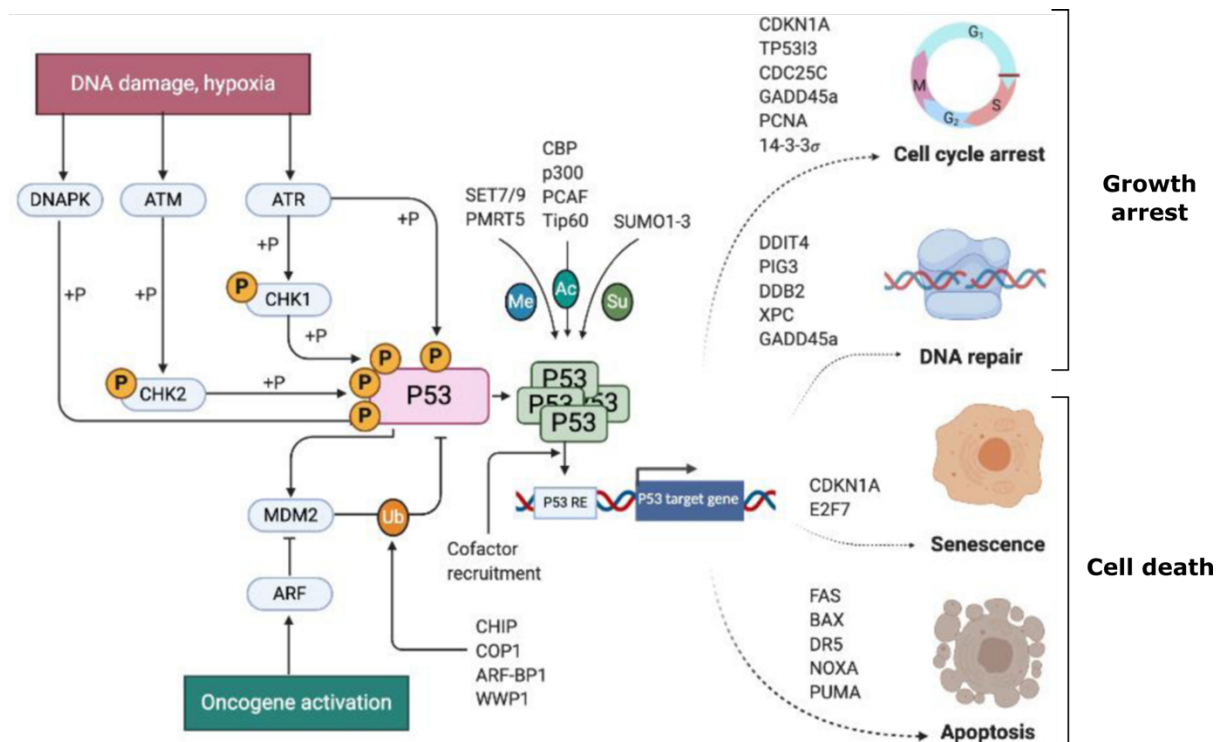 DNA damage, hypoxia
DNAPK
ATM
ATR
+P
+P
+P
+P
P
CHK1
+P
P
CHK2
+P
P
P
P
P
P53
MDM2
Ub
ARF
Oncogene activation
CHIP
COP1
ARF-BP1
WWP1
SET7/9
PMRT5
CBP
p300
PCAF
Tip60
SUMO1-3
Me
Ac
Su
P53
P53
P53
P53
Cofactor
recruitment
P53 RE
P53 target gene
CDKN1A
TP53I3
CDC25C
GADD45a
PCNA
14-3-3σ
G₁
M
S
G₂
Cell cycle arrest
DDIT4
PIG3
DDB2
XPC
GADD45a
DNA repair
Growth
arrest
CDKN1A
E2F7
Senescence
FAS
BAX
DR5
NOXA
PUMA
Apoptosis
Cell death